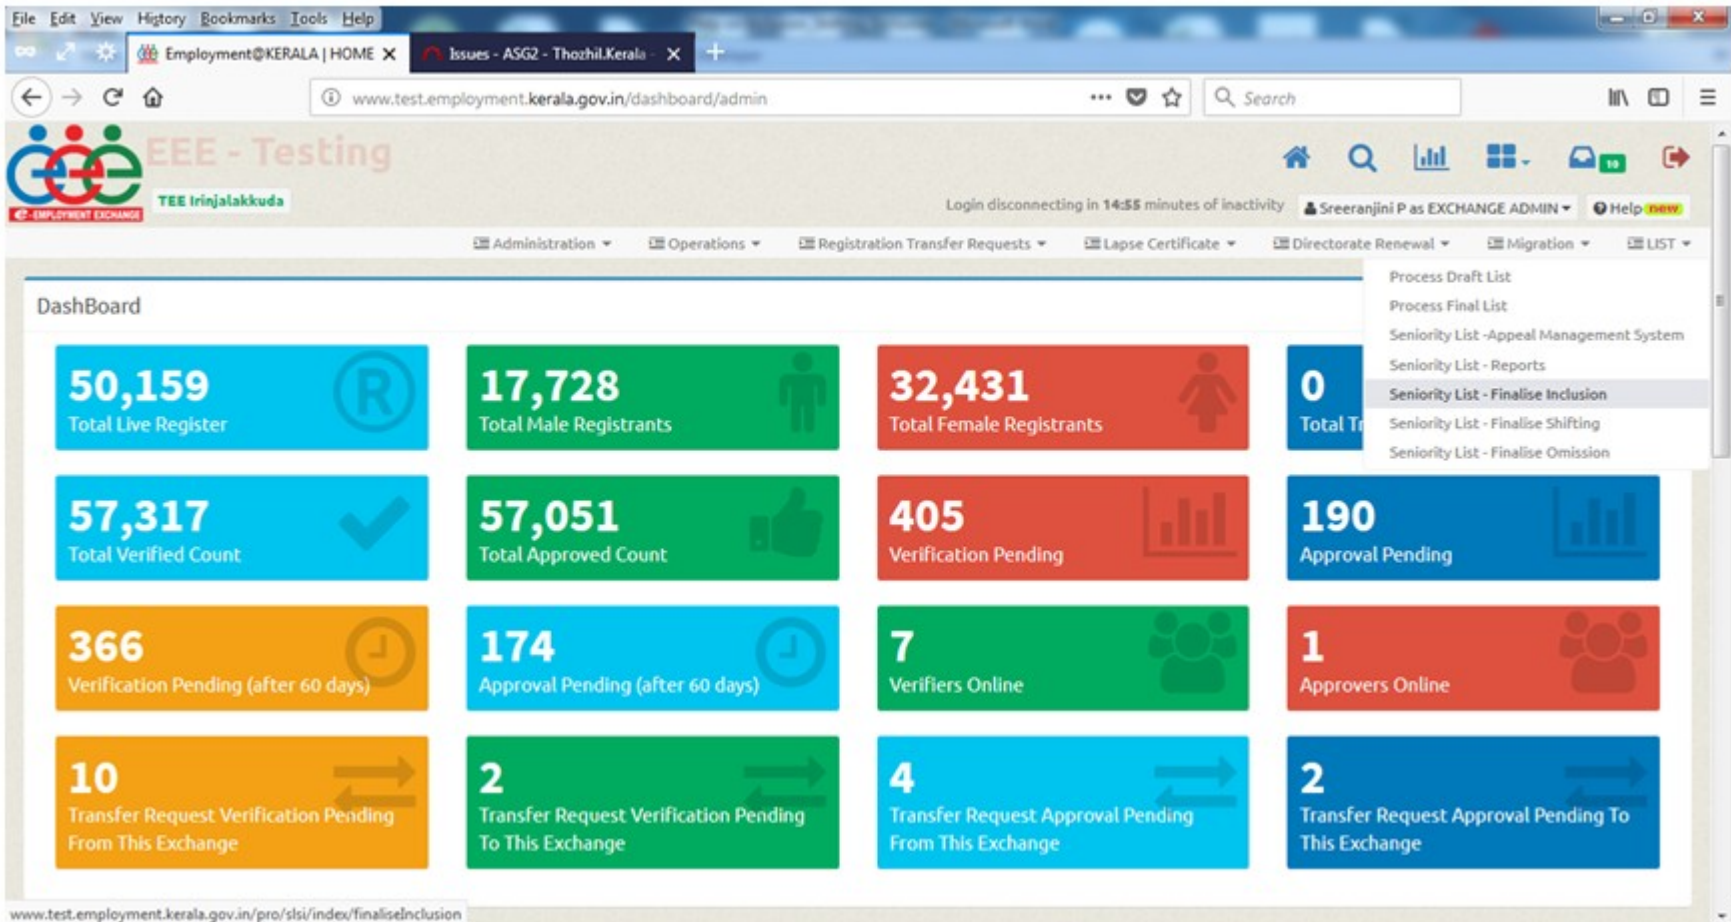 File Edit View History Bookmarks Tools Help
Employment@KERALA | HOME X Issues - ASG2 - Thozhil.Kerala - X +
www.test.employment.kerala.gov.in/dashboard/admin ... Search
EEE - Testing
e-EMPLOYMENT EXCHANGE
TEE Irinjalakkuda
10
Login disconnecting in 14:55 minutes of inactivity Sreeranjini P as EXCHANGE ADMIN Help new
Administration Operations Registration Transfer Requests Lapse Certificate Directorate Renewal Migration LIST
Process Draft List
Process Final List
Seniority List -Appeal Management System
Seniority List - Reports
Seniority List - Finalise Inclusion
Seniority List - Finalise Shifting
Seniority List - Finalise Omission
DashBoard
50,159
Total Live Register
R
17,728
Total Male Registrants
32,431
Total Female Registrants
0
Total Tr
57,317
Total Verified Count
57,051
Total Approved Count
405
Verification Pending
190
Approval Pending
366
Verification Pending (after 60 days)
174
Approval Pending (after 60 days)
7
Verifiers Online
1
Approvers Online
10
Transfer Request Verification Pending
From This Exchange
2
Transfer Request Verification Pending
To This Exchange
4
Transfer Request Approval Pending
From This Exchange
2
Transfer Request Approval Pending To
This Exchange
www.test.employment.kerala.gov.in/pro/slsi/index/finaliseInclusion